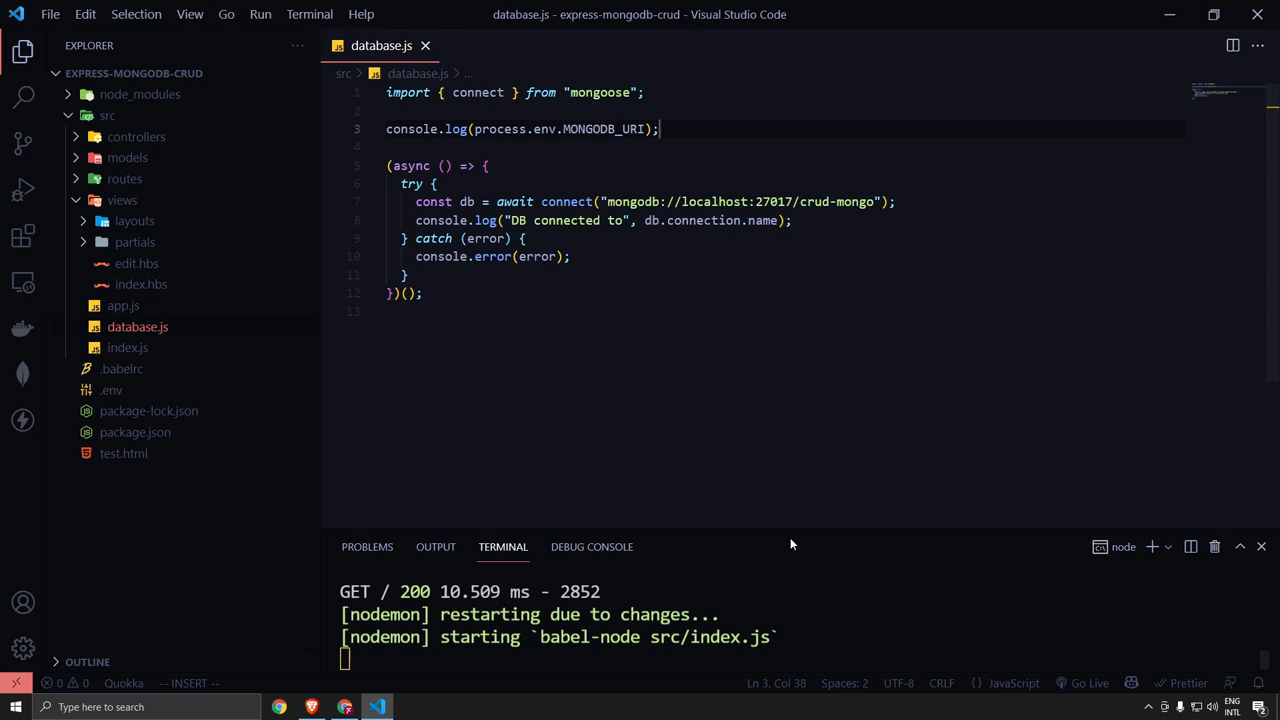 File Edit Selection View Go Run Terminal Help
database.js - express-mongodb-crud - Visual Studio Code
EXPLORER
EXPRESS-MONGODB-CRUD
node_modules
src
controllers
models
routes
views
layouts
partials
edit.hbs
index.hbs
app.js
database.js
index.js
.babelrc
.env
package-lock.json
package.json
test.html
OUTLINE
database.js
src > database.js > ...
1 import { connect } from "mongoose";
2
3 console.log(process.env.MONGODB_URI);
4
5 (async () => {
6 try {
7 const db = await connect("mongodb://localhost:27017/crud-mongo");
8 console.log("DB connected to", db.connection.name);
9 } catch (error) {
10 console.error(error);
11 }
12 })();
13
PROBLEMS OUTPUT TERMINAL DEBUG CONSOLE
node
GET / 200 10.509 ms - 2852
[nodemon] restarting due to changes...
[nodemon] starting `babel-node src/index.js`
0 0 Quokka -- INSERT -- Ln 3, Col 38 Spaces: 2 UTF-8 CRLF {} JavaScript Go Live Prettier
Type here to search
ENG
INTL
2